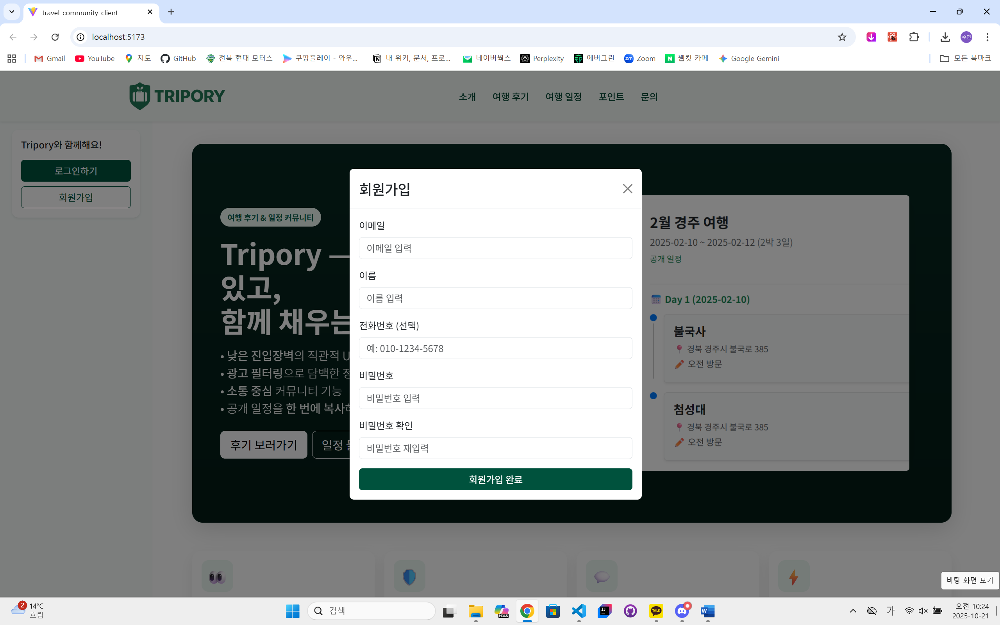 travel-community-client
localhost:5173
수연
Gmail
YouTube
지도
GitHub
전북 현대 모터스
쿠팡플레이 - 와우...
내 위키, 문서, 프로...
네이버웍스
Perplexity
에버그린
Zoom
웹킷 카페
Google Gemini
모든 북마크
TRIPORY
소개
여행 후기
여행 일정
포인트
문의
Tripory와 함께해요!
로그인하기
회원가입
여행 후기 & 일정 커뮤니티
Tripory —
있고,
함께 채우는
• 낮은 진입장벽의 직관적 U
• 광고 필터링으로 담백한 정
• 소통 중심 커뮤니티 기능
• 공개 일정을 한 번에 복사
후기 보러가기
일정
회원가입
이메일
이메일 입력
이름
이름 입력
전화번호 (선택)
예: 010-1234-5678
비밀번호
비밀번호 입력
비밀번호 확인
비밀번호 재입력
회원가입 완료
2월 경주 여행
2025-02-10 ~ 2025-02-12 (2박 3일)
공개 일정
Day 1 (2025-02-10)
불국사
경북 경주시 불국로 385
오전 방문
첨성대
경북 경주시 불국로 385
오전 방문
바탕 화면 보기
2
14°C
흐림
검색
M365
IJ
TALK
W
가
오전 10:24
2025-10-21